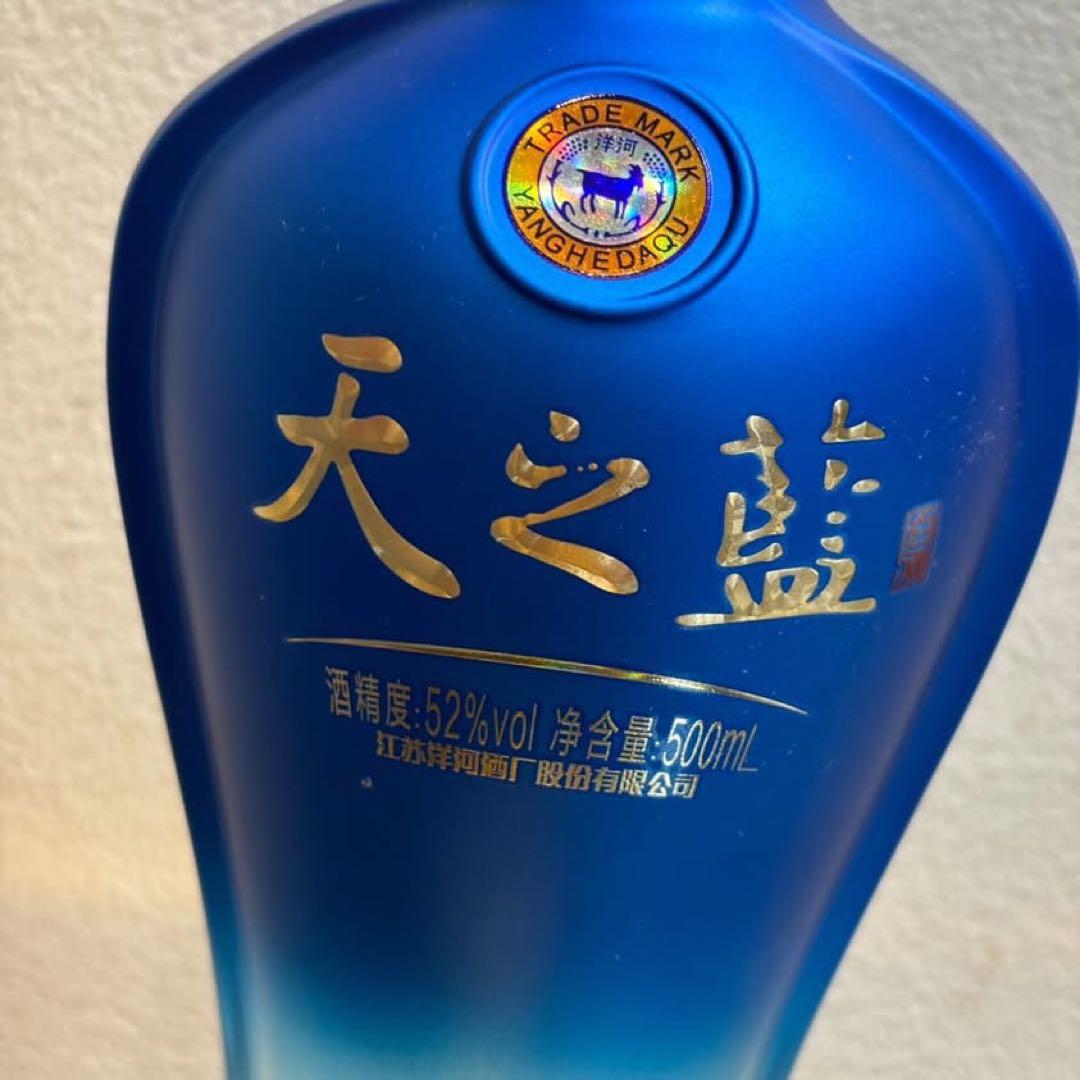 TRADE MARK
洋河
YANGHEDAQU
天之藍
酒精度:52%vol 净含量:500mL
江苏洋河酒厂股份有限公司